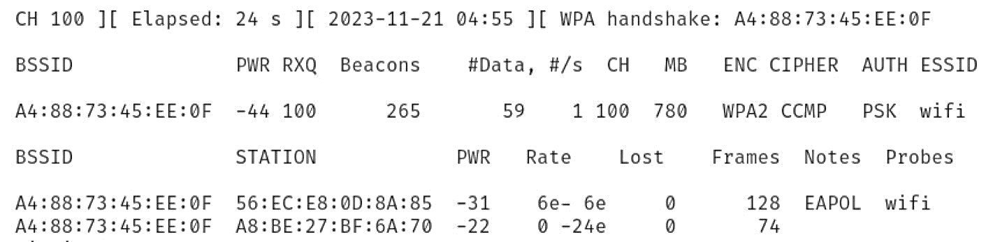 CH 100 ][ Elapsed: 24 s ][ 2023-11-21 04:55 ][ WPA handshake: A4:88:73:45:EE:0F
BSSID PWR RXQ Beacons #Data, #/s CH MB ENC CIPHER AUTH ESSID
A4:88:73:45:EE:0F -44 100 265 59 1 100 780 WPA2 CCMP PSK wifi
BSSID STATION PWR Rate Lost Frames Notes Probes
A4:88:73:45:EE:0F 56:EC:E8:0D:8A:85 -31 6e- 6e 0 128 EAPOL wifi
A4:88:73:45:EE:0F A8:BE:27:BF:6A:70 -22 0 -24e 0 74